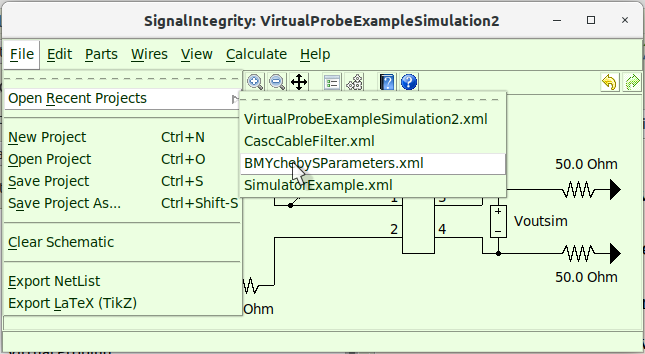 SignalIntegrity: VirtualProbeExampleSimulation2
File Edit Parts Wires View Calculate Help
Open Recent Projects
New Project Ctrl+N
Open Project Ctrl+O
Save Project Ctrl+S
Save Project As... Ctrl+Shift-S
Clear Schematic
Export NetList
Export LaTeX (TikZ)
VirtualProbeExampleSimulation2.xml
CascCableFilter.xml
BMYchebySParameters.xml
SimulatorExample.xml
50.0 Ohm
1 3
+
-
Voutsim
2 4
50.0 Ohm
Ohm